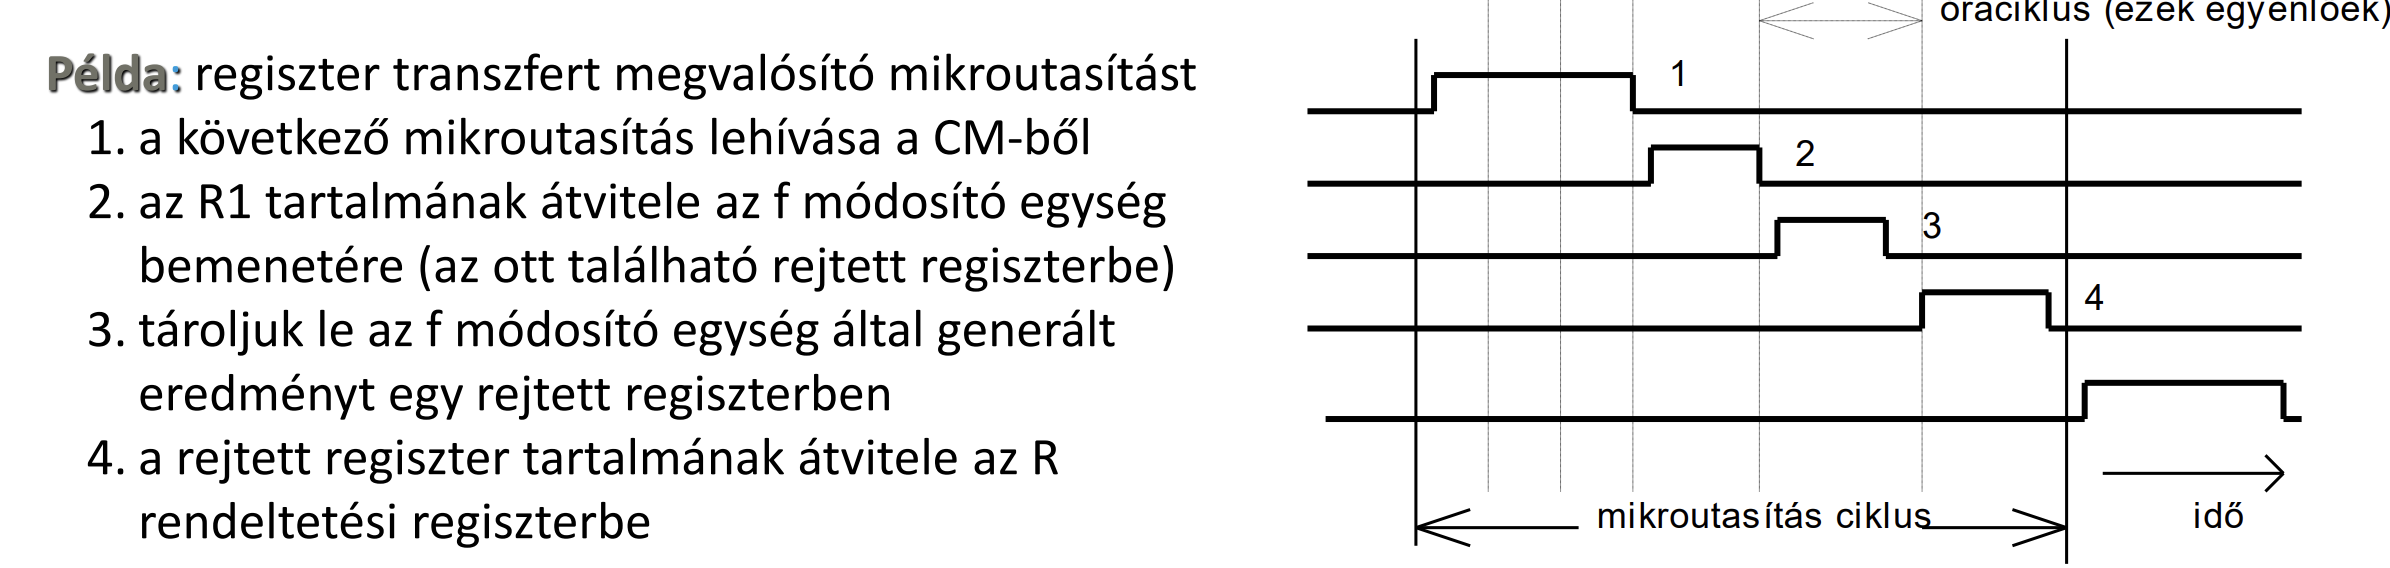 óraciklus (ezek egyenlőek)
Példa: regiszter transzfert megvalósító mikroutasítást
1. a következő mikroutasítás lehívása a CM-ből
2. az R1 tartalmának átvitele az f módosító egység
bemenetére (az ott található rejtett regiszterbe)
3. tároljuk le az f módosító egység által generált
eredményt egy rejtett regiszterben
4. a rejtett regiszter tartalmának átvitele az R
rendeltetési regiszterbe
1
2
3
4
mikroutasítás ciklus
idő